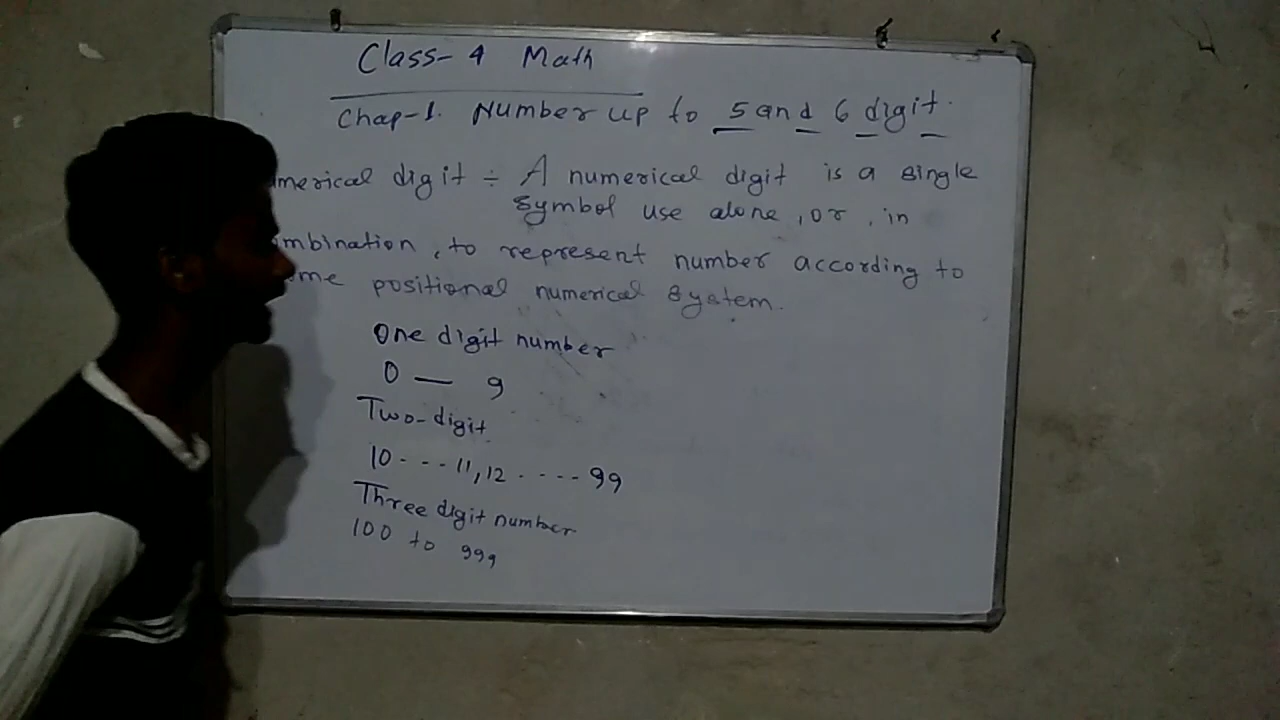 Class-4 Math
Chap-1. Number up to 5 and 6 digit.
merical digit ÷ A numerical digit is a single
symbol use alone, or, in
mbination, to represent number according to
me positional numerical system.
One digit number
0 — 9
Two-digit
10 - - - 11, 12 - - - - - 99
Three digit number
100 to 999